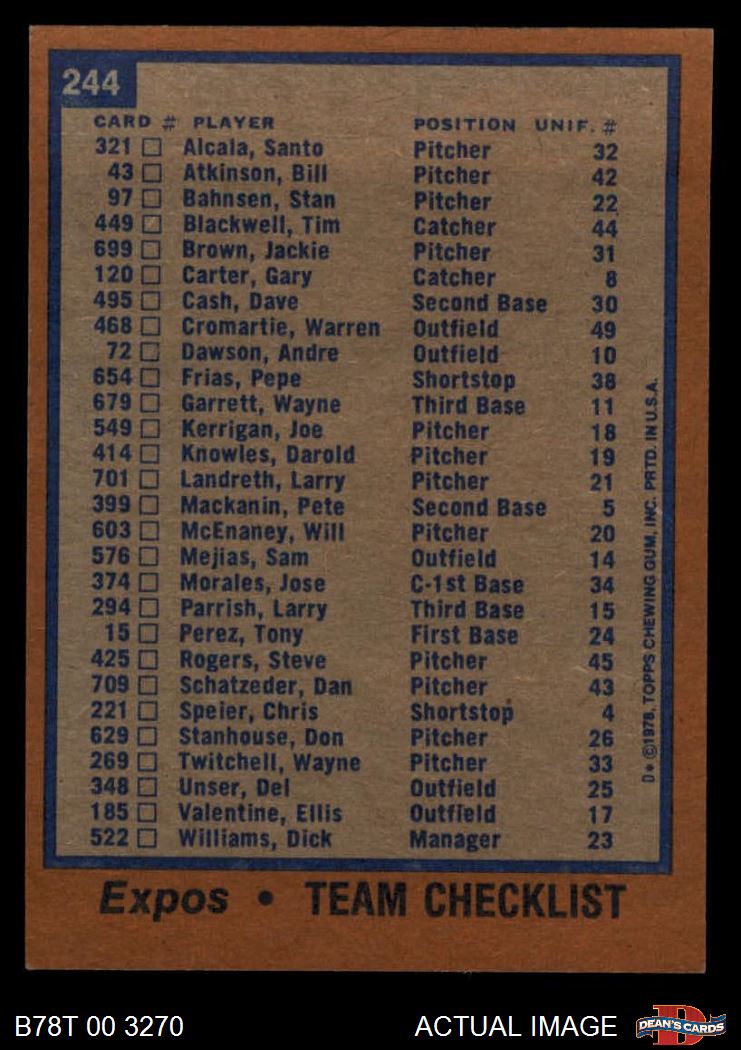 244
CARD # PLAYER POSITION UNIF. #
321 Alcala, Santo Pitcher 32
43 Atkinson, Bill Pitcher 42
97 Bahnsen, Stan Pitcher 22
449 Blackwell, Tim Catcher 44
699 Brown, Jackie Pitcher 31
120 Carter, Gary Catcher 8
495 Cash, Dave Second Base 30
468 Cromartie, Warren Outfield 49
72 Dawson, Andre Outfield 10
654 Frias, Pepe Shortstop 38
679 Garrett, Wayne Third Base 11
549 Kerrigan, Joe Pitcher 18
414 Knowles, Darold Pitcher 19
701 Landreth, Larry Pitcher 21
399 Mackanin, Pete Second Base 5
603 McEnaney, Will Pitcher 20
576 Mejias, Sam Outfield 14
374 Morales, Jose C-1st Base 34
294 Parrish, Larry Third Base 15
15 Perez, Tony First Base 24
425 Rogers, Steve Pitcher 45
709 Schatzeder, Dan Pitcher 43
221 Speier, Chris Shortstop 4
629 Stanhouse, Don Pitcher 26
269 Twitchell, Wayne Pitcher 33
348 Unser, Del Outfield 25
185 Valentine, Ellis Outfield 17
522 Williams, Dick Manager 23
D* ©1978, TOPPS CHEWING GUM, INC. PRTD. IN U.S.A.
Expos • TEAM CHECKLIST
B78T 00 3270 ACTUAL IMAGE
D DEAN'S CARDS